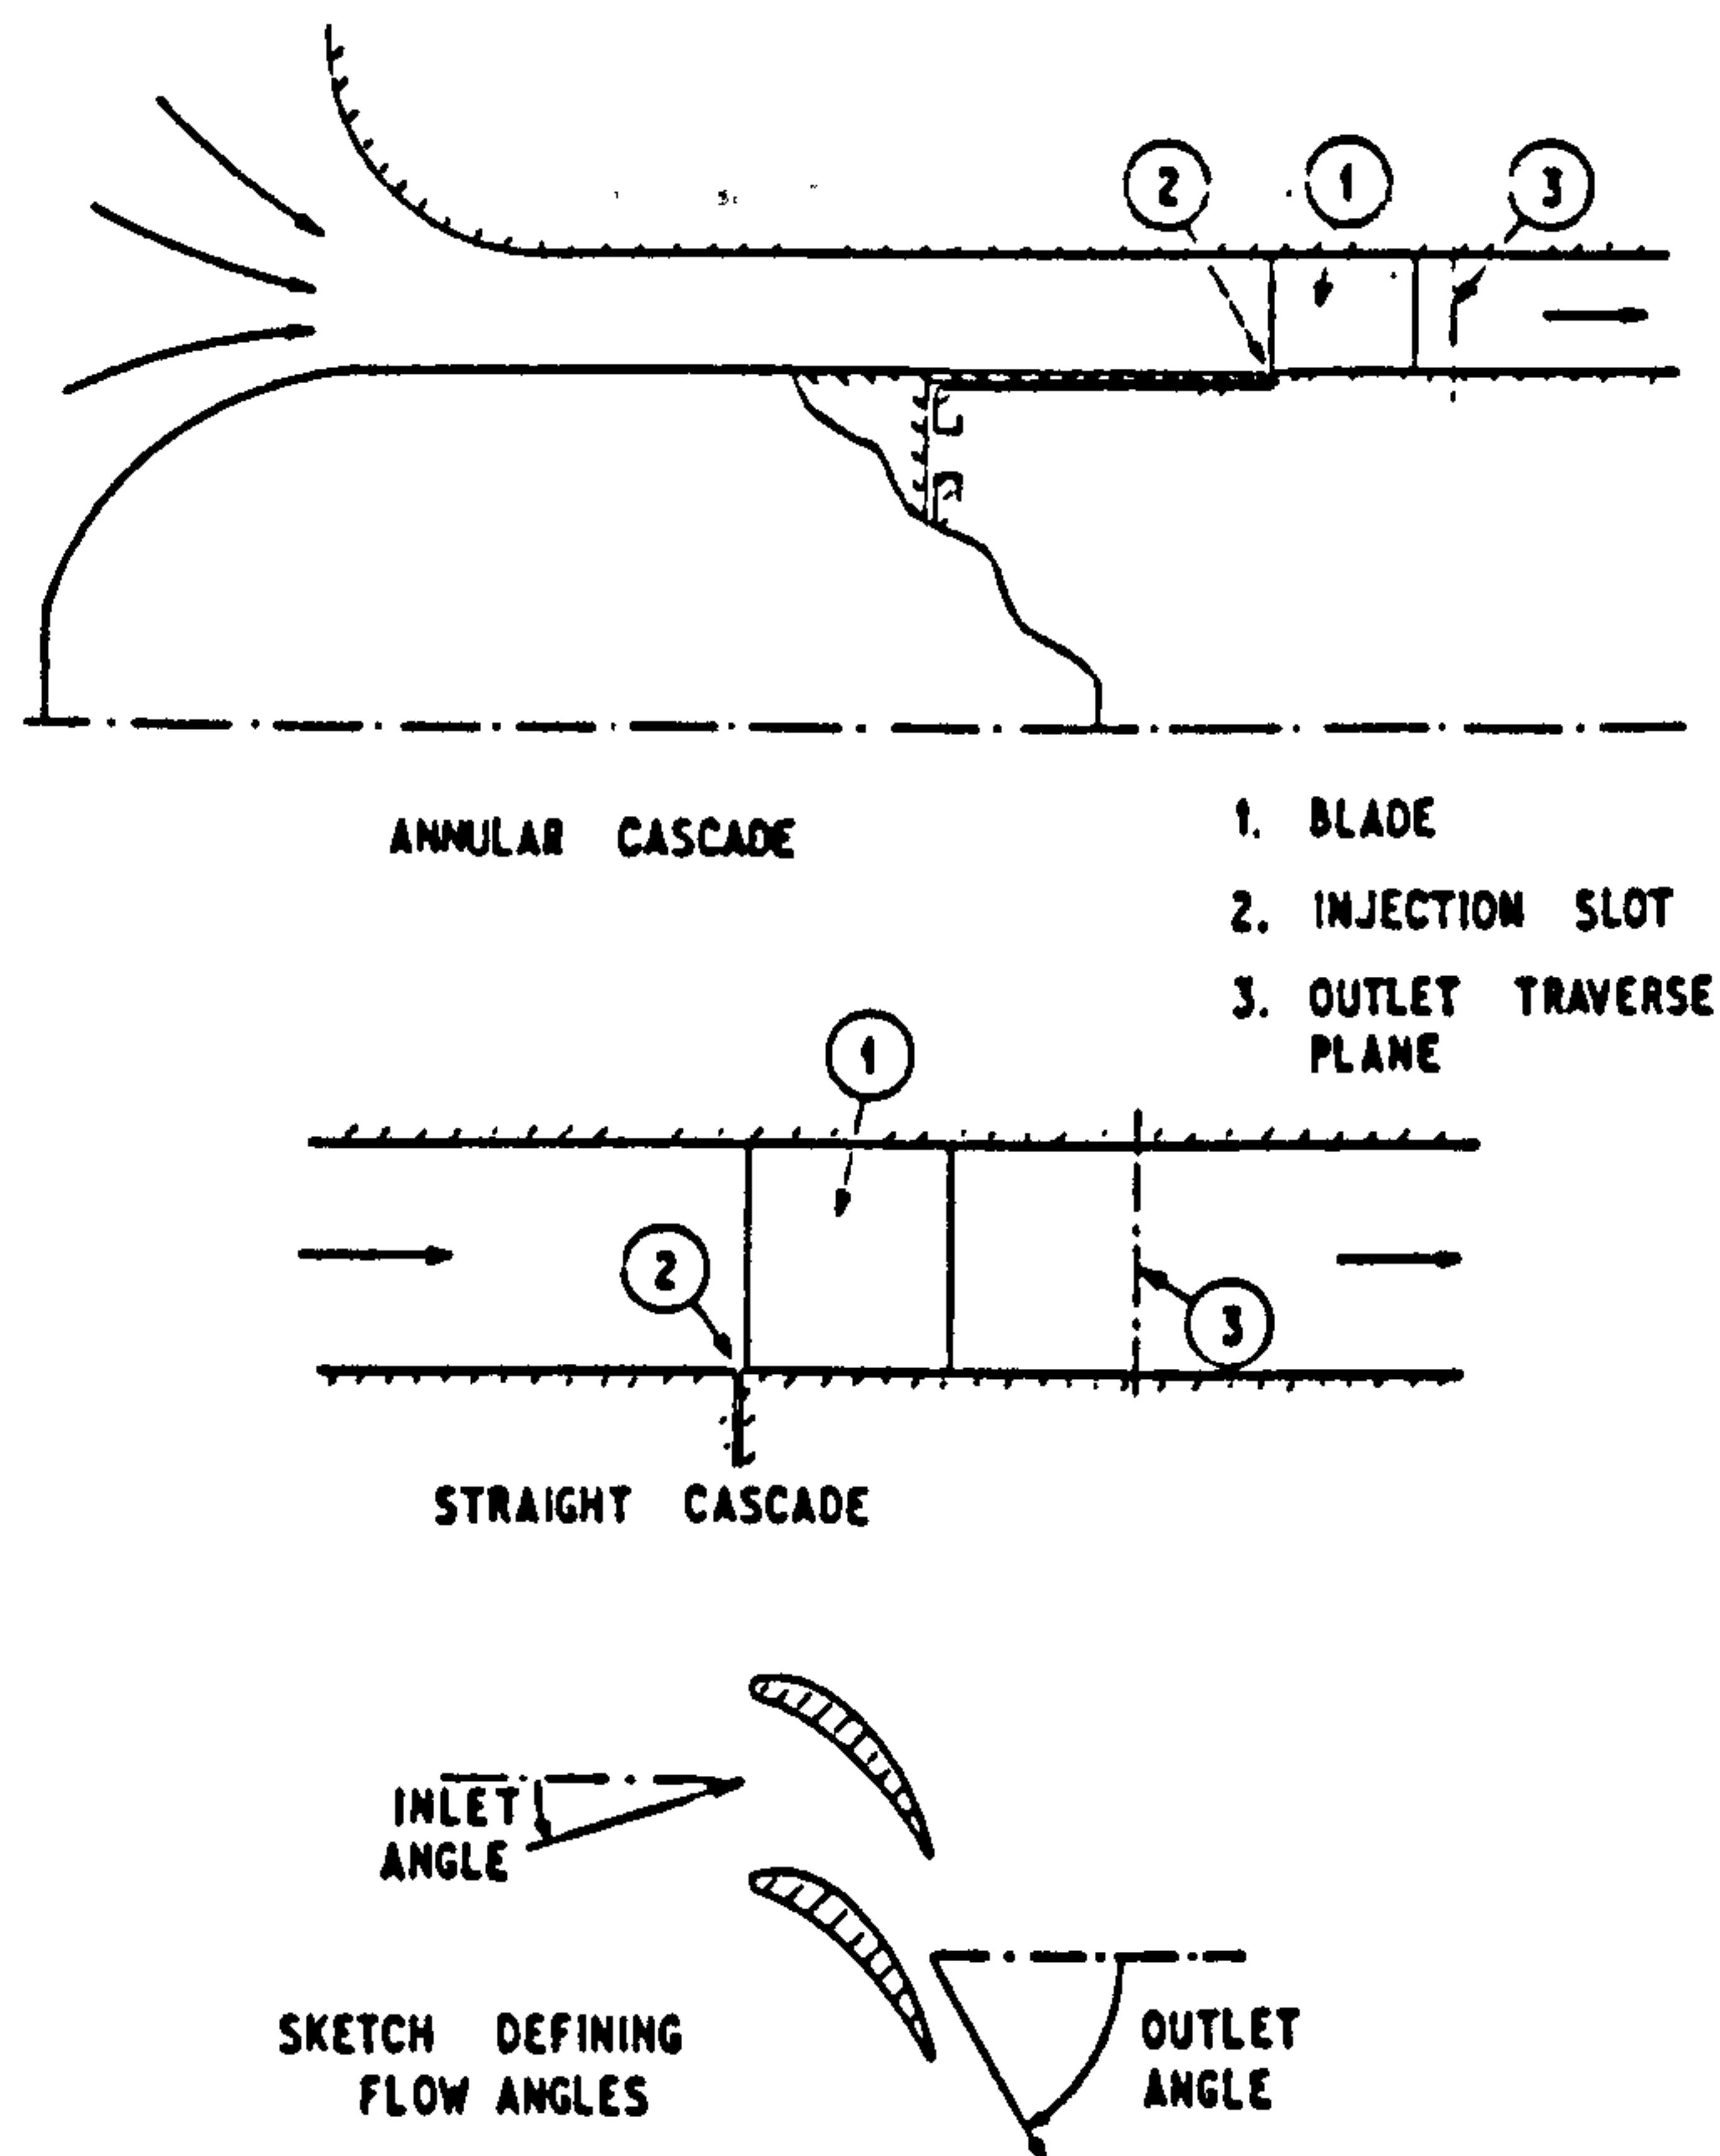 2
1
3
ANNULAR CASCADE
1. BLADE
2. INJECTION SLOT
3. OUTLET TRAVERSE
PLANE
1
2
3
STRAIGHT CASCADE
INLET
ANGLE
SKETCH DEFINING
FLOW ANGLES
OUTLET
ANGLE